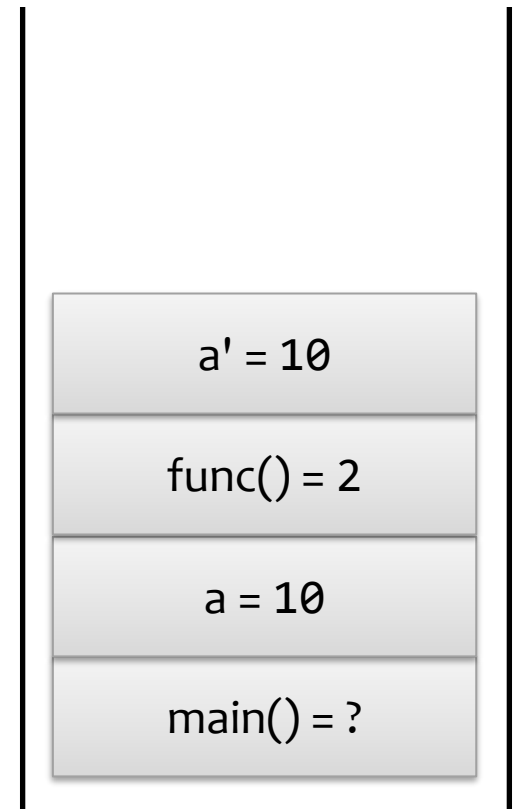 a' = 10
func() = 2
a = 10
main() = ?